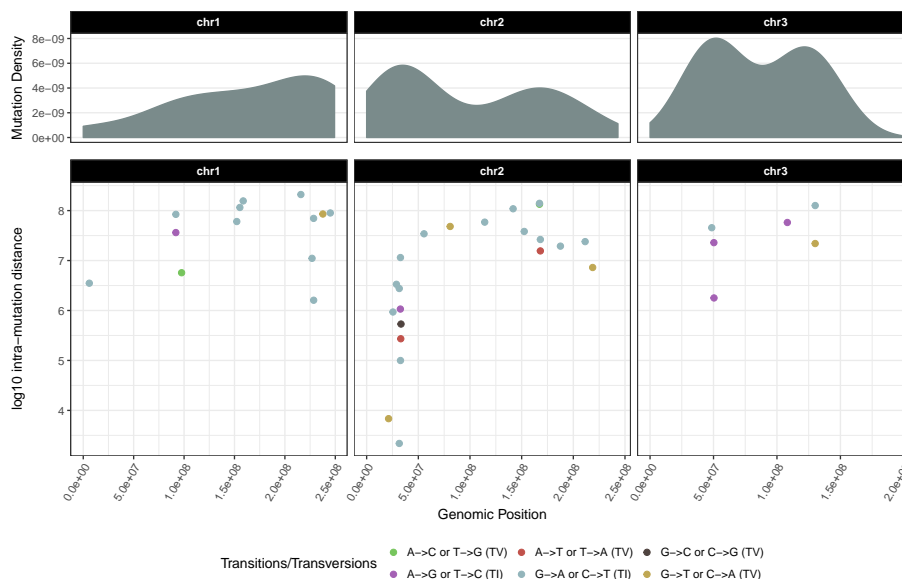 chr1 chr2 chr3
Mutation Density
8e−09
6e−09
4e−09
2e−09
0e+00
chr1 chr2 chr3
log10 intra−mutation distance
8
7
6
5
4
0.0e+00 5.0e+07 1.0e+08 1.5e+08 2.0e+08 2.5e+08 0.0e+00 5.0e+07 1.0e+08 1.5e+08 2.0e+08 2.5e+08 0.0e+00 5.0e+07 1.0e+08 1.5e+08
Genomic Position
Transitions/Transversions
A−>C or T−>G (TV) A−>T or T−>A (TV) G−>C or C−>G (TV)
A−>G or T−>C (TI) G−>A or C−>T (TI) G−>T or C−>A (TV)